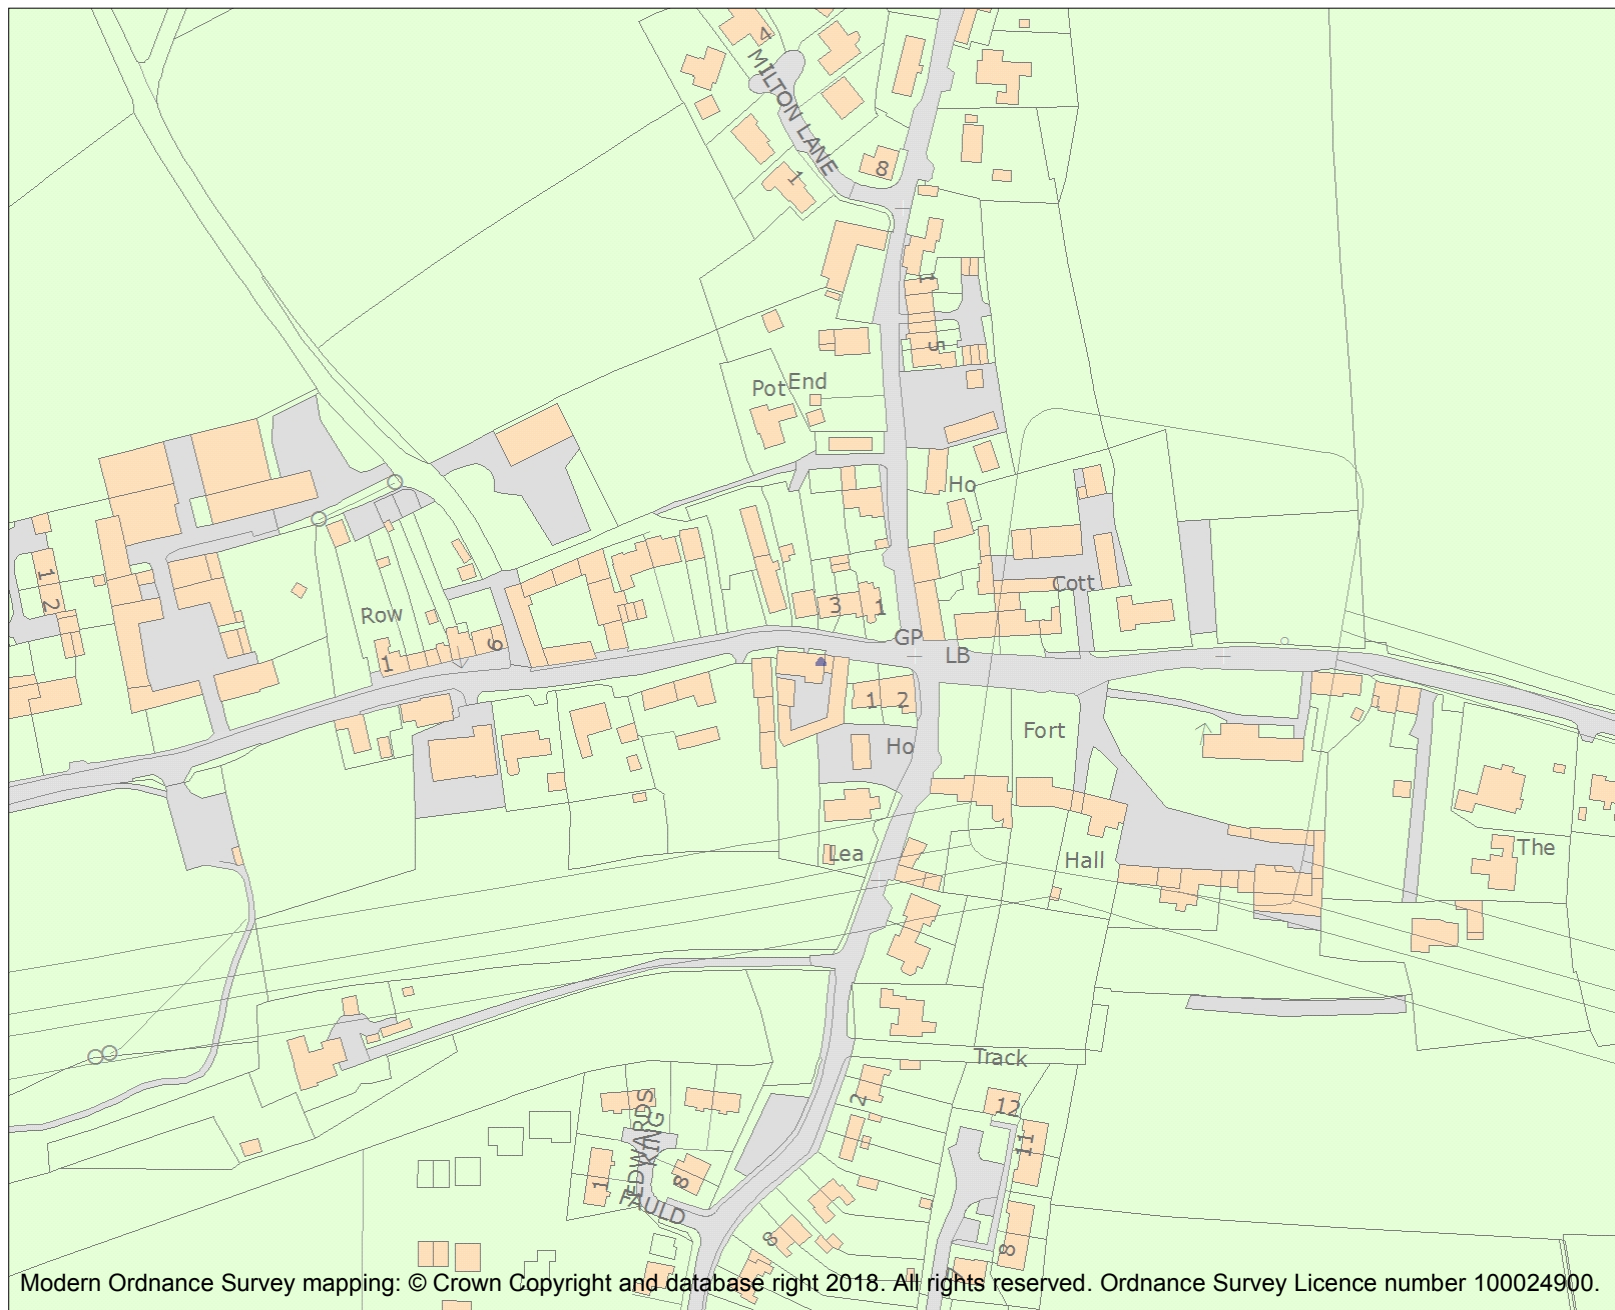 4
MILTON LANE
8
1
1
5
Pot End
Ho
1
2
Cott
Row
3
1
6
1
GP
LB
1
2
Fort
Ho
Lea
Hall
The
Track
2
12
11
EDWARDS
KING
1
8
FAULD
8
8
Modern Ordnance Survey mapping: © Crown Copyright and database right 2018. All rights reserved. Ordnance Survey Licence number 100024900.